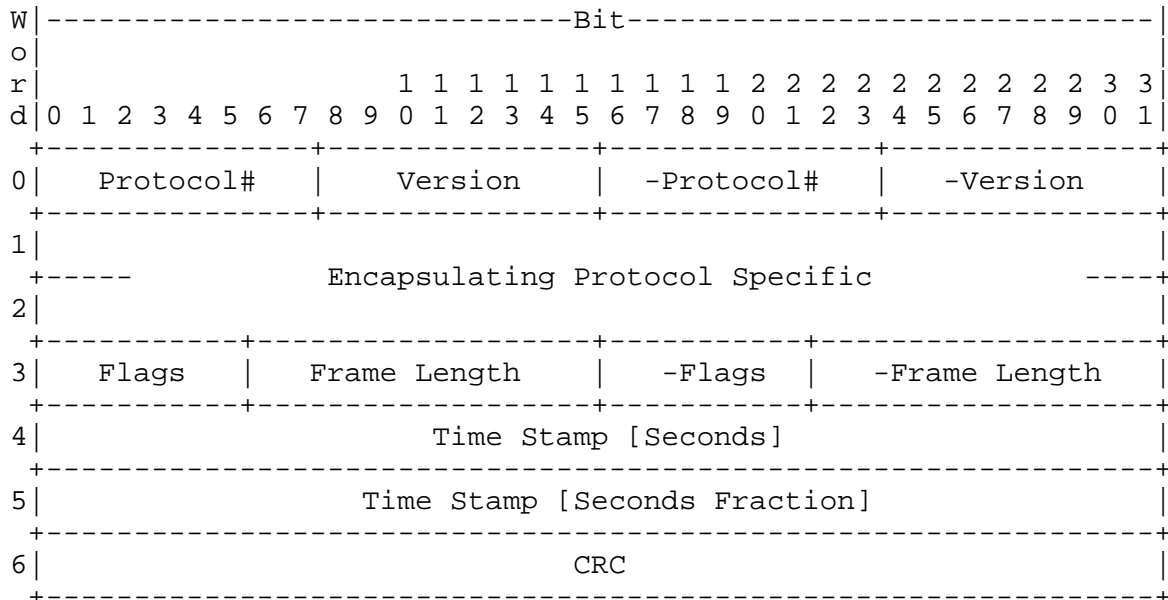 W|------------------------------Bit------------------------------|
o|                                                               |
r|                    1 1 1 1 1 1 1 1 1 1 2 2 2 2 2 2 2 2 2 2 3 3|
d|0 1 2 3 4 5 6 7 8 9 0 1 2 3 4 5 6 7 8 9 0 1 2 3 4 5 6 7 8 9 0 1|
 +---------------+---------------+---------------+---------------+
0|   Protocol#   |    Version    |  -Protocol#   |   -Version    |
 +---------------+---------------+---------------+---------------+
1|                                                               |
 +-----           Encapsulating Protocol Specific            ----+
2|                                                               |
 +-----------+-------------------+-----------+-------------------+
3|   Flags   |   Frame Length    |   -Flags  |   -Frame Length   |
 +-----------+-------------------+-----------+-------------------+
4|                      Time Stamp [Seconds]                     |
 +---------------------------------------------------------------+
5|                  Time Stamp [Seconds Fraction]                |
 +---------------------------------------------------------------+
6|                              CRC                              |
 +---------------------------------------------------------------+